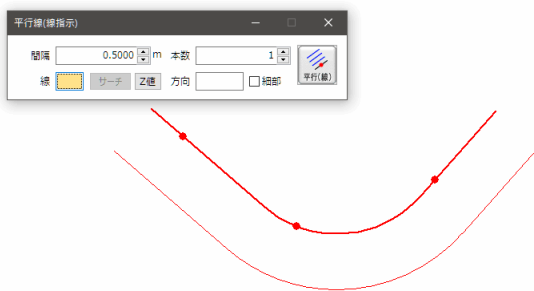 平行線(線指示)
間隔 0.5000 m 本数 1
線 サーチ Z値 方向 細部
平行(線)